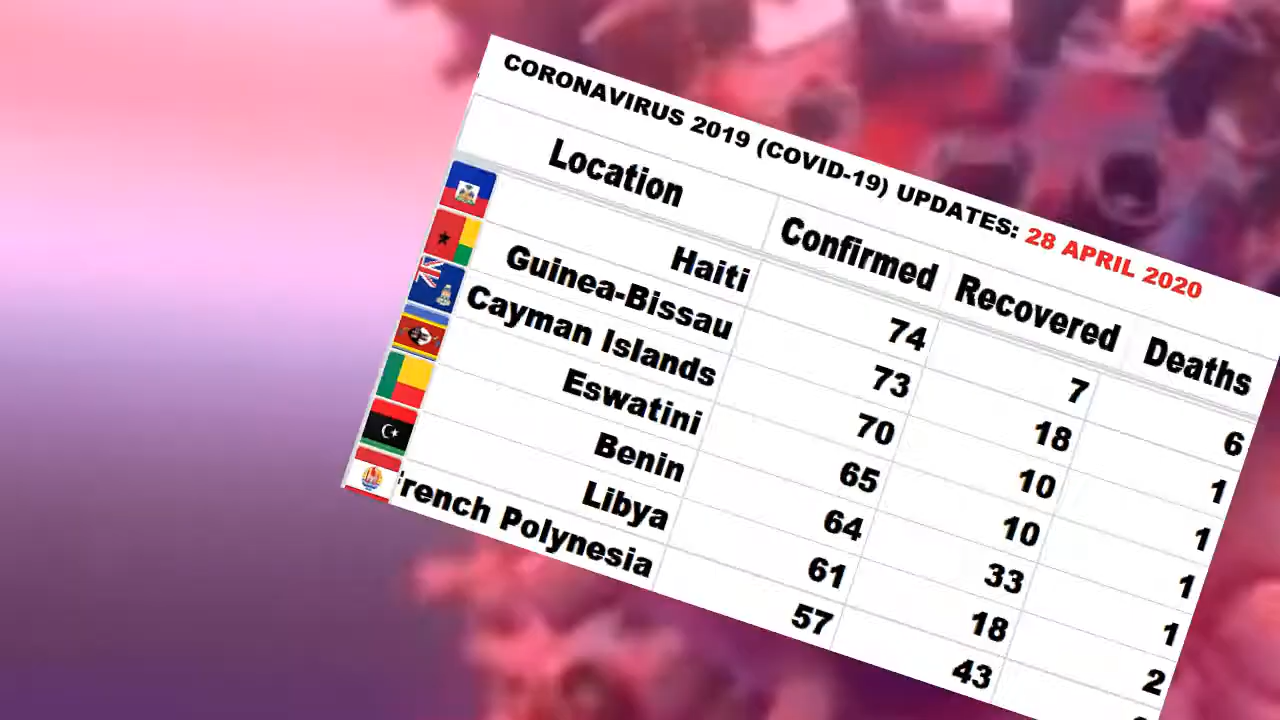 CORONAVIRUS 2019 (COVID-19) UPDATES: 28 APRIL 2020
Location Confirmed Recovered Deaths
Haiti 74 7 6
Guinea-Bissau 73 18 1
Cayman Islands 70 10 1
Eswatini 65 10 1
Benin 64 33 1
Libya 61 18 2
French Polynesia 57 43